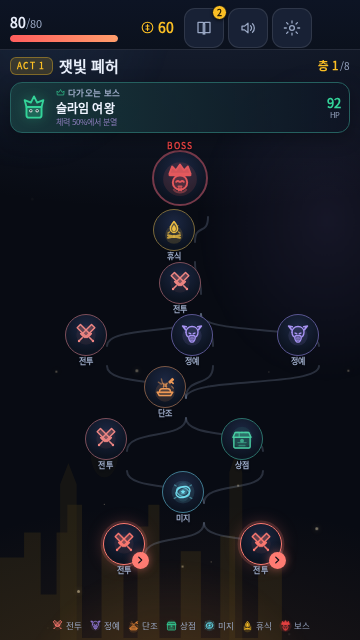 80/80
60
2
ACT 1 잿빛 폐허
층 1/8
다가오는 보스
슬라임 여왕
체력 50%에서 분열
92
HP
BOSS
휴식
전투
전투 정예 정예
단조
전투 상점
미지
전투 전투
전투 정예 단조 상점 미지 휴식 보스